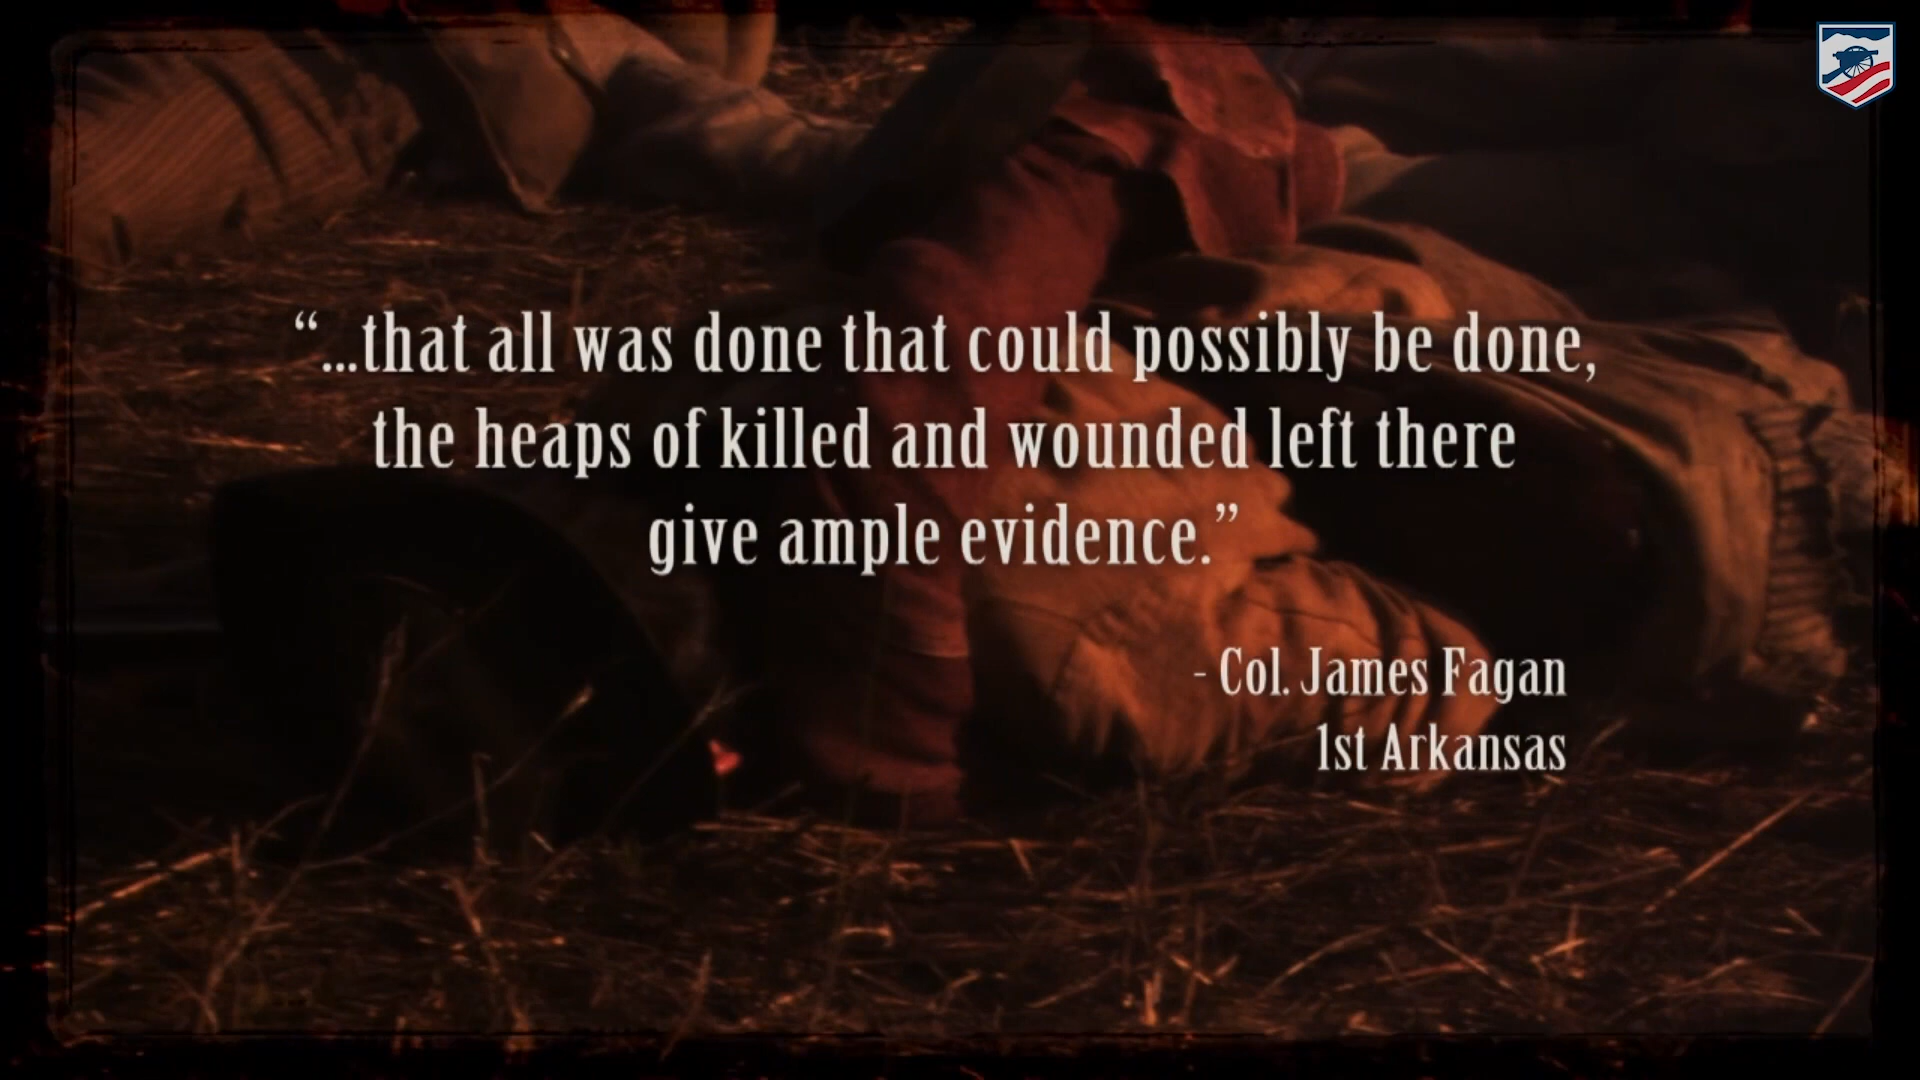 “...that all was done that could possibly be done,
the heaps of killed and wounded left there
give ample evidence.”
- Col. James Fagan
1st Arkansas